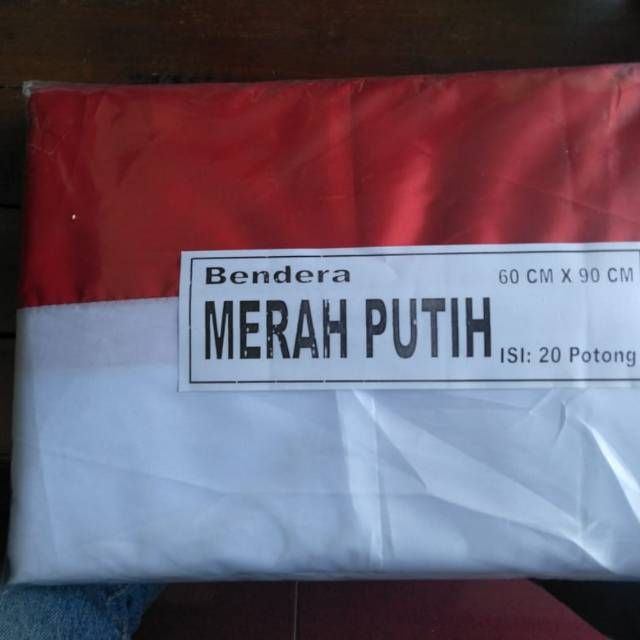 Bendera 60 CM X 90 CM
MERAH PUTIH
ISI: 20 Potong